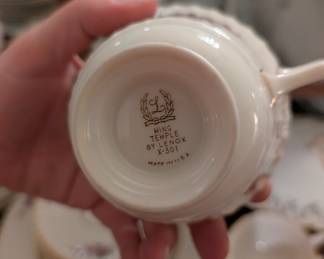 L
MING
TEMPLE
BY LENOX
X-301
MADE IN U.S.A.